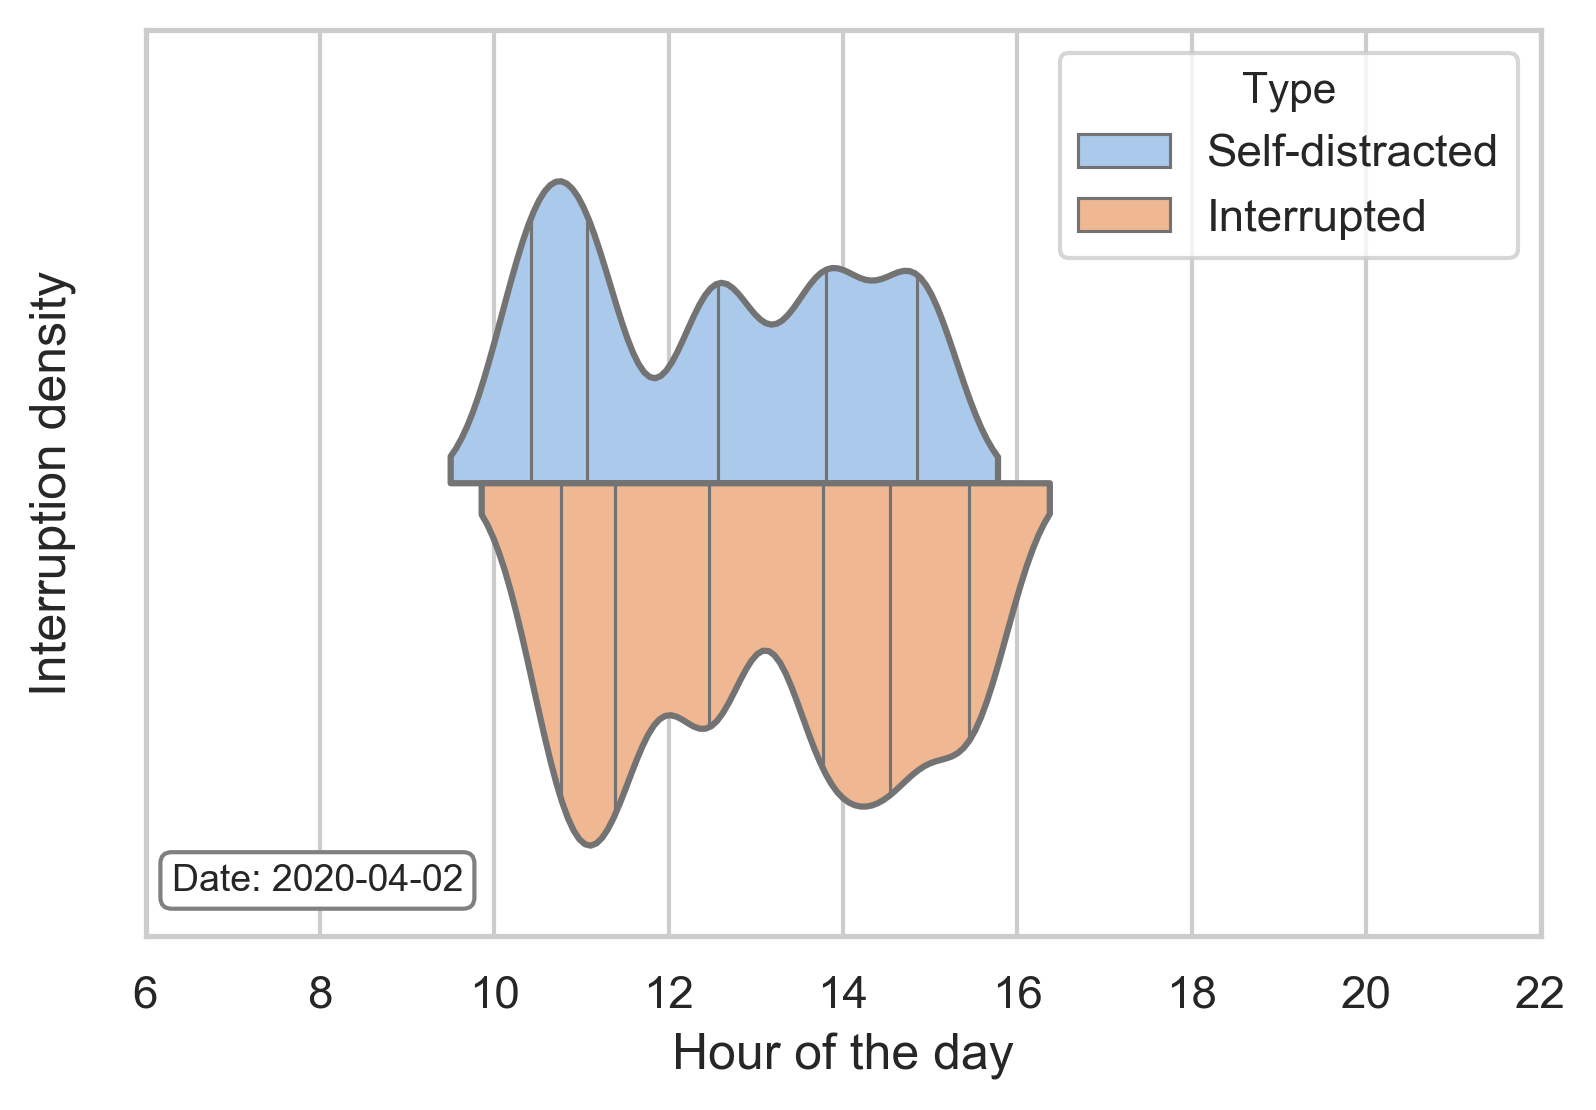 Type
Self-distracted
Interrupted
Interruption density
Date: 2020-04-02
6 8 10 12 14 16 18 20 22
Hour of the day